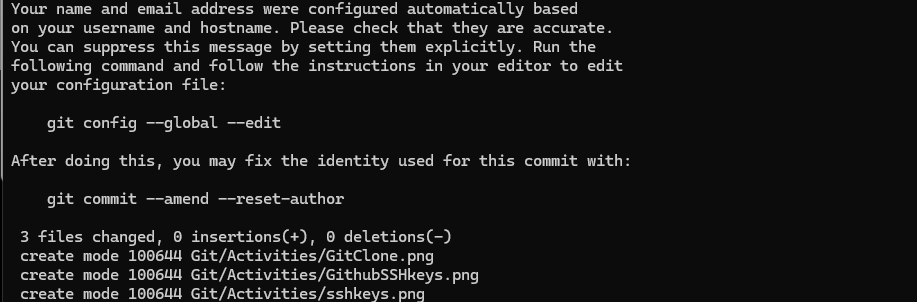 Your name and email address were configured automatically based
on your username and hostname. Please check that they are accurate.
You can suppress this message by setting them explicitly. Run the
following command and follow the instructions in your editor to edit
your configuration file:

    git config --global --edit

After doing this, you may fix the identity used for this commit with:

    git commit --amend --reset-author

 3 files changed, 0 insertions(+), 0 deletions(-)
 create mode 100644 Git/Activities/GitClone.png
 create mode 100644 Git/Activities/GithubSSHkeys.png
 create mode 100644 Git/Activities/sshkeys.png